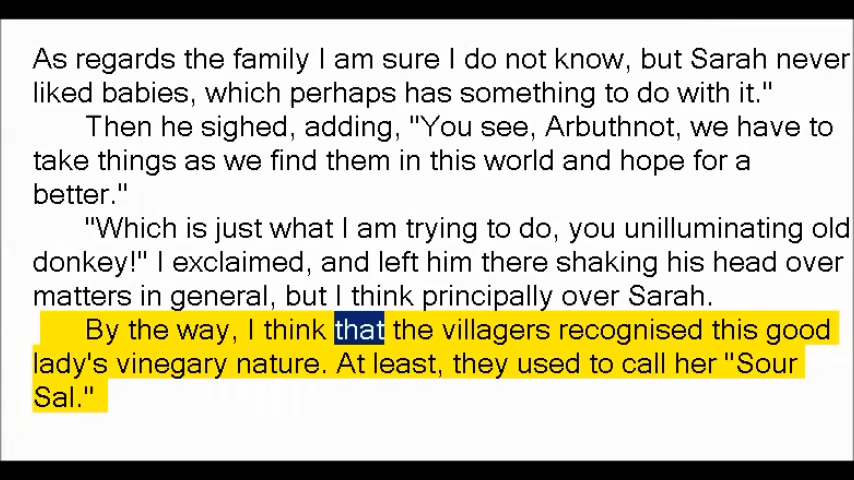 As regards the family I am sure I do not know, but Sarah never
liked babies, which perhaps has something to do with it."
Then he sighed, adding, "You see, Arbuthnot, we have to
take things as we find them in this world and hope for a
better."
"Which is just what I am trying to do, you unilluminating old
donkey!" I exclaimed, and left him there shaking his head over
matters in general, but I think principally over Sarah.
By the way, I think that the villagers recognised this good
lady's vinegary nature. At least, they used to call her "Sour
Sal."